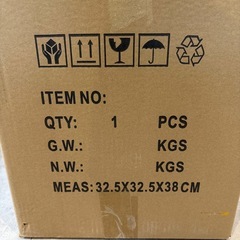 ITEM NO:
QTY: 1 PCS
G.W.: KGS
N.W.: KGS
MEAS:32.5X32.5X38CM